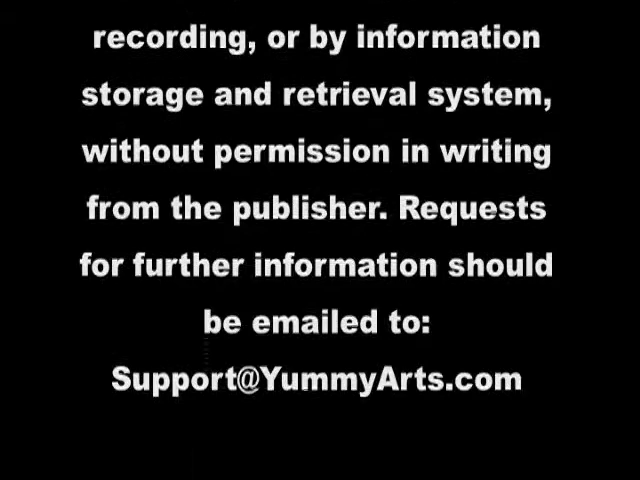 recording, or by information
storage and retrieval system,
without permission in writing
from the publisher. Requests
for further information should
be emailed to:
Support@YummyArts.com